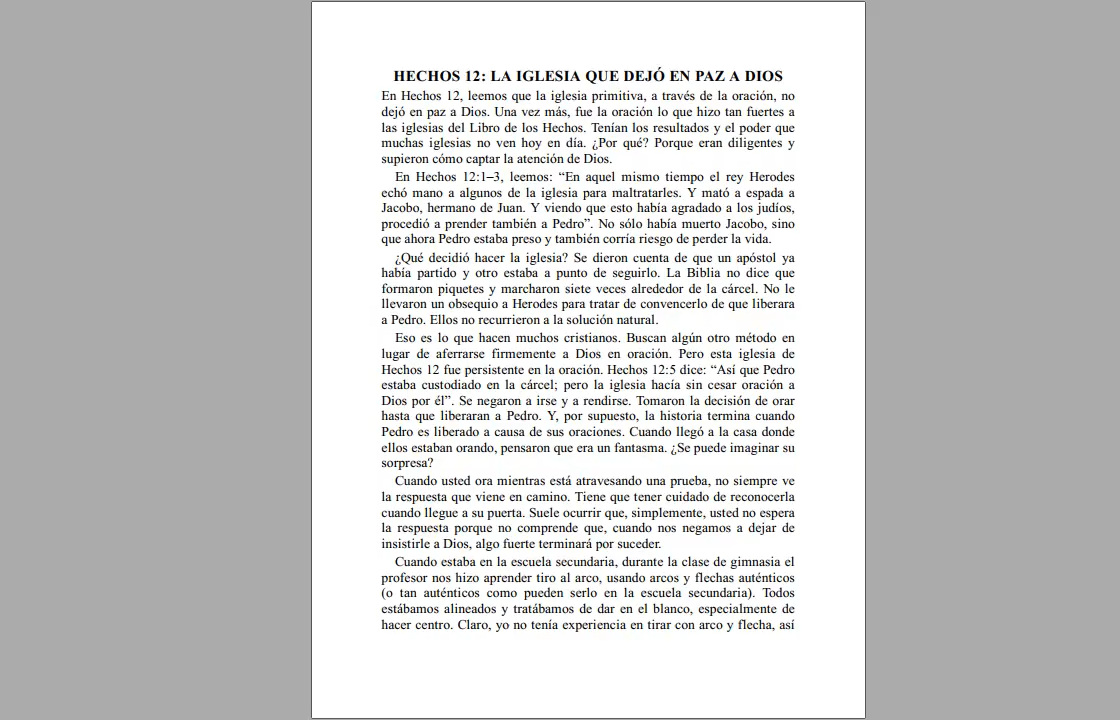 HECHOS 12: LA IGLESIA QUE DEJÓ EN PAZ A DIOS
En Hechos 12, leemos que la iglesia primitiva, a través de la oración, no
dejó en paz a Dios. Una vez más, fue la oración lo que hizo tan fuertes a
las iglesias del Libro de los Hechos. Tenían los resultados y el poder que
muchas iglesias no ven hoy en día. ¿Por qué? Porque eran diligentes y
supieron cómo captar la atención de Dios.
En Hechos 12:1–3, leemos: “En aquel mismo tiempo el rey Herodes
echó mano a algunos de la iglesia para maltratarles. Y mató a espada a
Jacobo, hermano de Juan. Y viendo que esto había agradado a los judíos,
procedió a prender también a Pedro”. No sólo había muerto Jacobo, sino
que ahora Pedro estaba preso y también corría riesgo de perder la vida.
¿Qué decidió hacer la iglesia? Se dieron cuenta de que un apóstol ya
había partido y otro estaba a punto de seguirlo. La Biblia no dice que
formaron piquetes y marcharon siete veces alrededor de la cárcel. No le
llevaron un obsequio a Herodes para tratar de convencerlo de que liberara
a Pedro. Ellos no recurrieron a la solución natural.
Eso es lo que hacen muchos cristianos. Buscan algún otro método en
lugar de aferrarse firmemente a Dios en oración. Pero esta iglesia de
Hechos 12 fue persistente en la oración. Hechos 12:5 dice: “Así que Pedro
estaba custodiado en la cárcel; pero la iglesia hacía sin cesar oración a
Dios por él”. Se negaron a irse y a rendirse. Tomaron la decisión de orar
hasta que liberaran a Pedro. Y, por supuesto, la historia termina cuando
Pedro es liberado a causa de sus oraciones. Cuando llegó a la casa donde
ellos estaban orando, pensaron que era un fantasma. ¿Se puede imaginar su
sorpresa?
Cuando usted ora mientras está atravesando una prueba, no siempre ve
la respuesta que viene en camino. Tiene que tener cuidado de reconocerla
cuando llegue a su puerta. Suele ocurrir que, simplemente, usted no espera
la respuesta porque no comprende que, cuando nos negamos a dejar de
insistirle a Dios, algo fuerte terminará por suceder.
Cuando estaba en la escuela secundaria, durante la clase de gimnasia el
profesor nos hizo aprender tiro al arco, usando arcos y flechas auténticos
(o tan auténticos como pueden serlo en la escuela secundaria). Todos
estábamos alineados y tratábamos de dar en el blanco, especialmente de
hacer centro. Claro, yo no tenía experiencia en tirar con arco y flecha, así